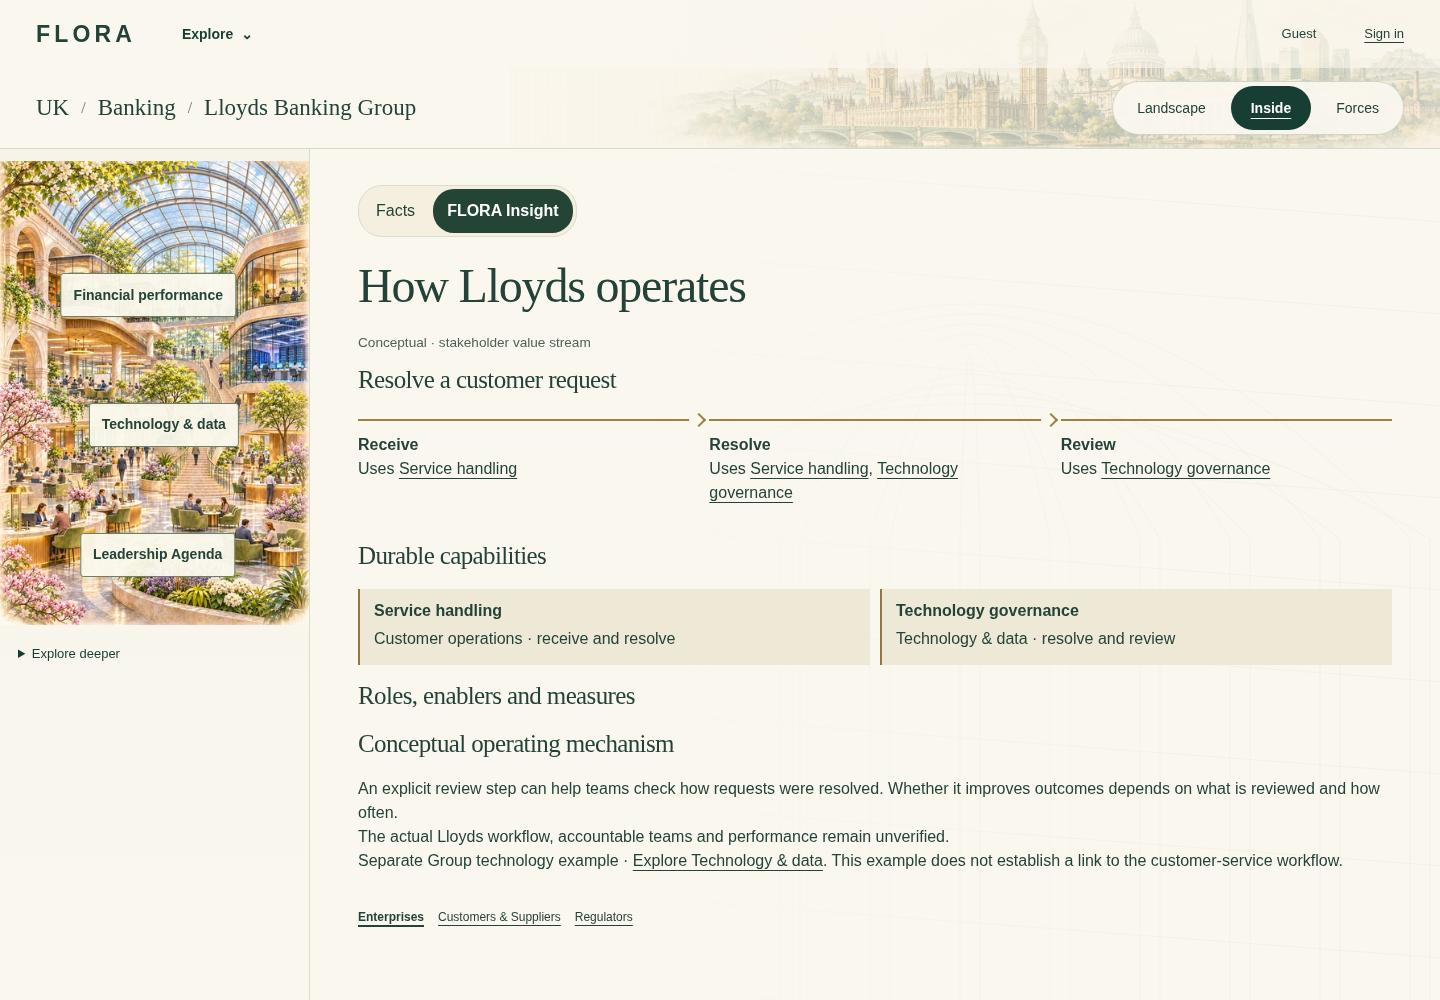 FLORA
Explore
Guest
Sign in
UK / Banking / Lloyds Banking Group
Landscape
Inside
Forces
Financial performance
Technology & data
Leadership Agenda
Explore deeper
Facts
FLORA Insight
How Lloyds operates
Conceptual · stakeholder value stream
Resolve a customer request
Receive
Uses Service handling
Resolve
Uses Service handling, Technology
governance
Review
Uses Technology governance
Durable capabilities
Service handling
Customer operations · receive and resolve
Technology governance
Technology & data · resolve and review
Roles, enablers and measures
Conceptual operating mechanism
An explicit review step can help teams check how requests were resolved. Whether it improves outcomes depends on what is reviewed and how
often.
The actual Lloyds workflow, accountable teams and performance remain unverified.
Separate Group technology example · Explore Technology & data. This example does not establish a link to the customer-service workflow.
Enterprises
Customers & Suppliers
Regulators